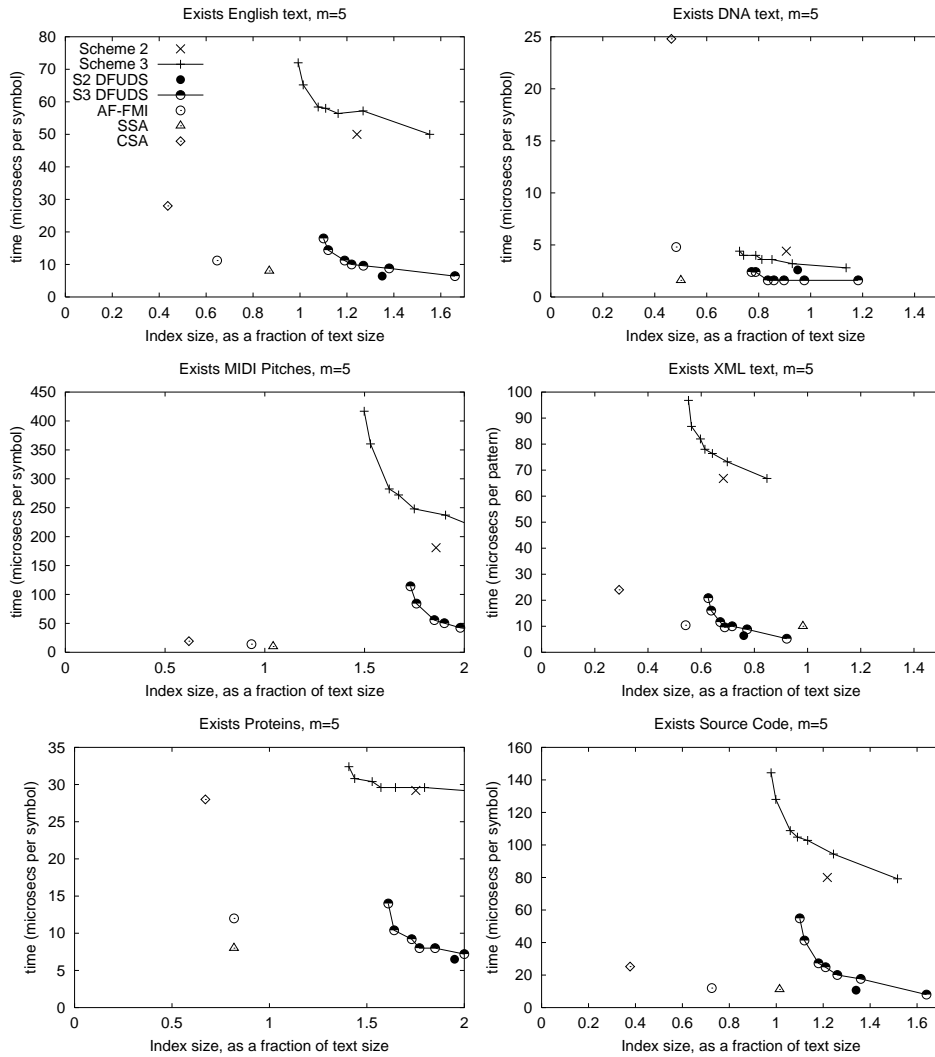 Exists English text, m=5
80
70
60
50
40
30
20
10
0
0 0.2 0.4 0.6 0.8 1 1.2 1.4 1.6
time (microsecs per symbol)
Index size, as a fraction of text size
Scheme 2
Scheme 3
S2 DFUDS
S3 DFUDS
AF-FMI
SSA
CSA
Exists DNA text, m=5
25
20
15
10
5
0
0 0.2 0.4 0.6 0.8 1 1.2 1.4
time (microsecs per symbol)
Index size, as a fraction of text size
Exists MIDI Pitches, m=5
450
400
350
300
250
200
150
100
50
0
0 0.5 1 1.5 2
time (microsecs per symbol)
Index size, as a fraction of text size
Exists XML text, m=5
100
90
80
70
60
50
40
30
20
10
0
0 0.2 0.4 0.6 0.8 1 1.2 1.4
time (microsecs per pattern)
Index size, as a fraction of text size
Exists Proteins, m=5
35
30
25
20
15
10
5
0
0 0.5 1 1.5 2
time (microsecs per symbol)
Index size, as a fraction of text size
Exists Source Code, m=5
160
140
120
100
80
60
40
20
0
0 0.2 0.4 0.6 0.8 1 1.2 1.4 1.6
time (microsecs per symbol)
Index size, as a fraction of text size